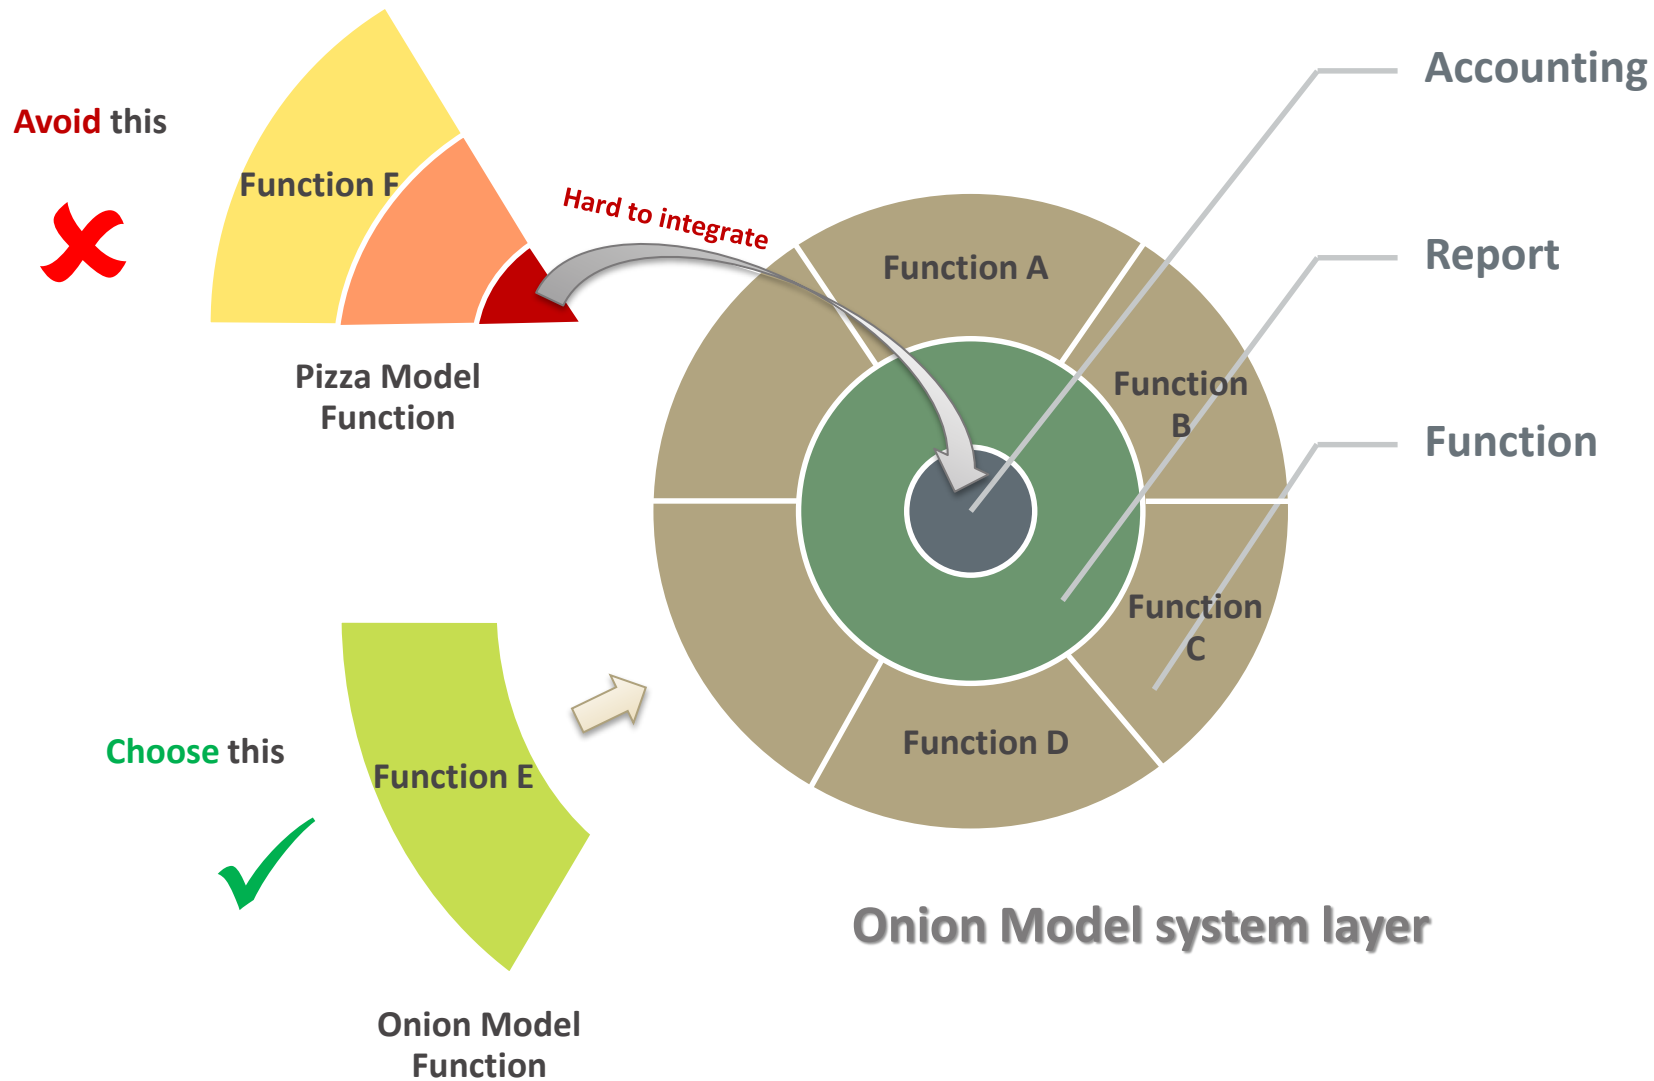 Accounting
Avoid this
Function F
Hard to integrate
Report
Function A
Pizza Model
Function
Function
B
Function
Function
C
Choose this
Function E
Function D
Onion Model system layer
Onion Model
Function